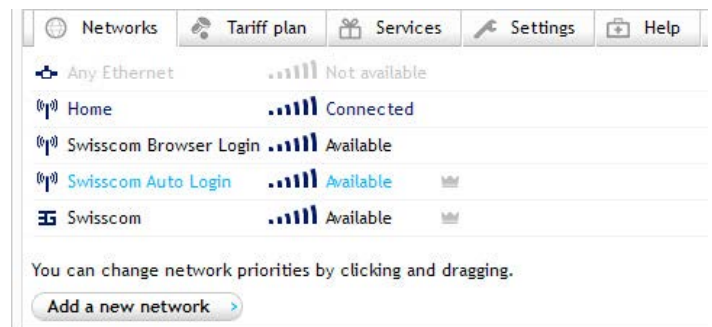 Networks Tariff plan Services Settings Help
Any Ethernet Not available
Home Connected
Swisscom Browser Login Available
Swisscom Auto Login Available
3G Swisscom Available
You can change network priorities by clicking and dragging.
Add a new network